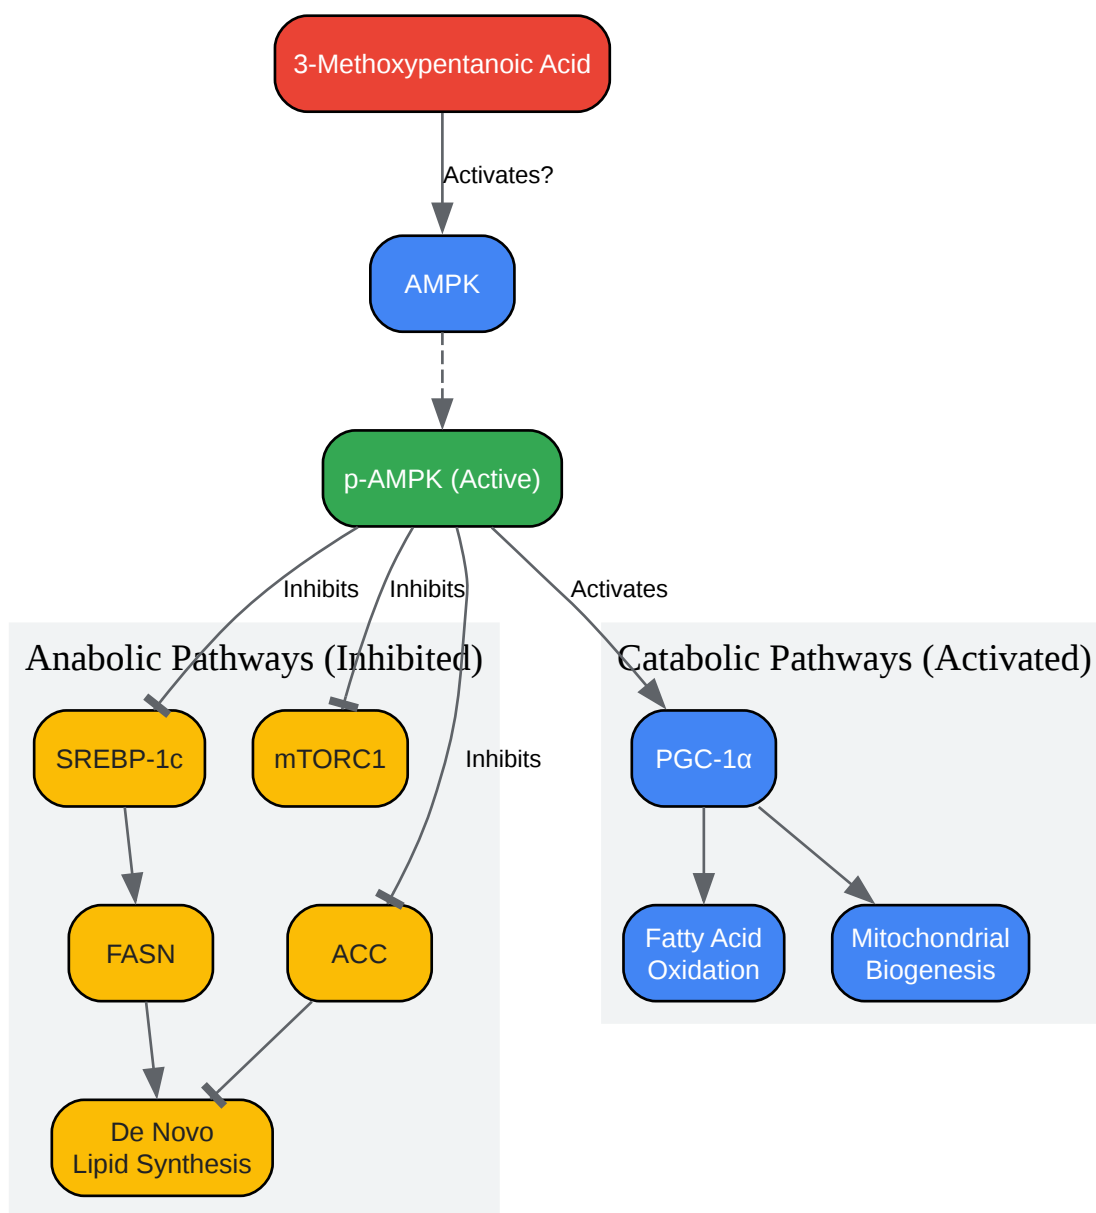 3-Methoxypentanoic Acid
Activates?
AMPK
p-AMPK (Active)
Inhibits
Inhibits
Activates
Anabolic Pathways (Inhibited)
Catabolic Pathways (Activated)
SREBP-1c
mTORC1
Inhibits
PGC-1α
FASN
ACC
Fatty Acid
Oxidation
Mitochondrial
Biogenesis
De Novo
Lipid Synthesis